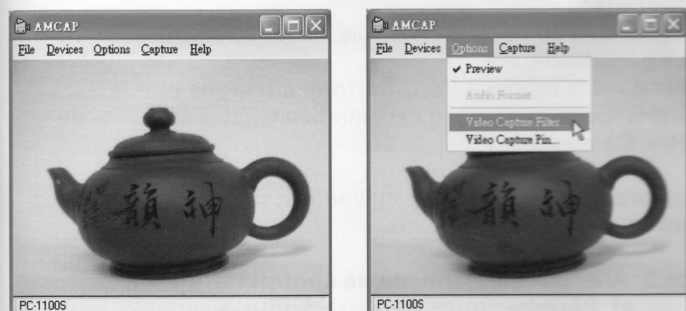 AMCAP
File Devices Options Capture Help
神韻
PC-1100S
AMCAP
File Devices Options Capture Help
✓ Preview
Audio Format...
Video Capture Filter...
Video Capture Pin...
神韻
PC-1100S